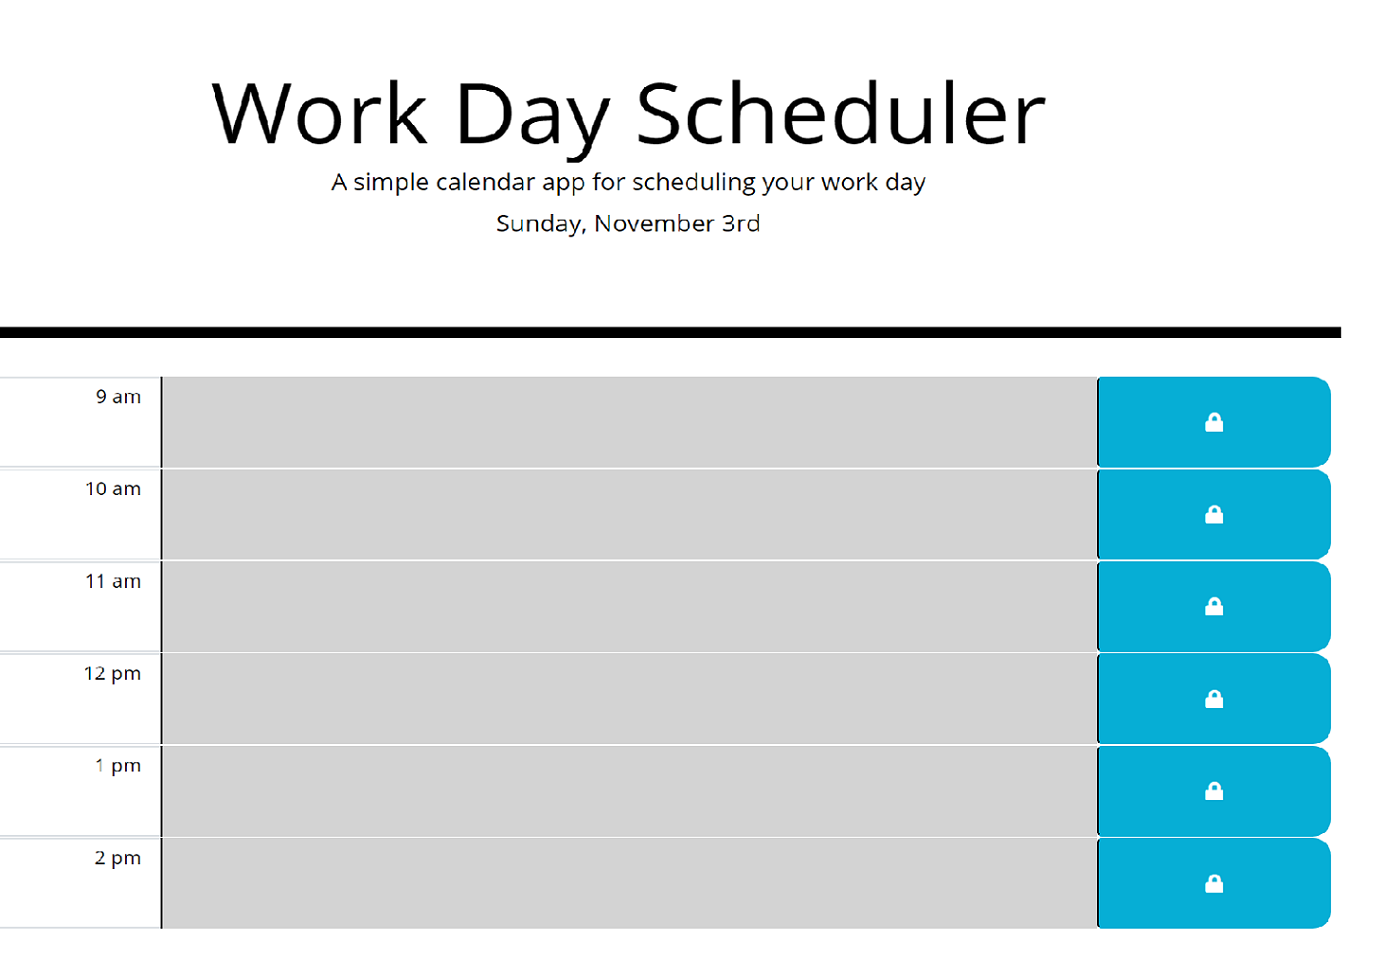 Work Day Scheduler
A simple calendar app for scheduling your work day
Sunday, November 3rd
9 am
10 am
11 am
12 pm
1 pm
2 pm